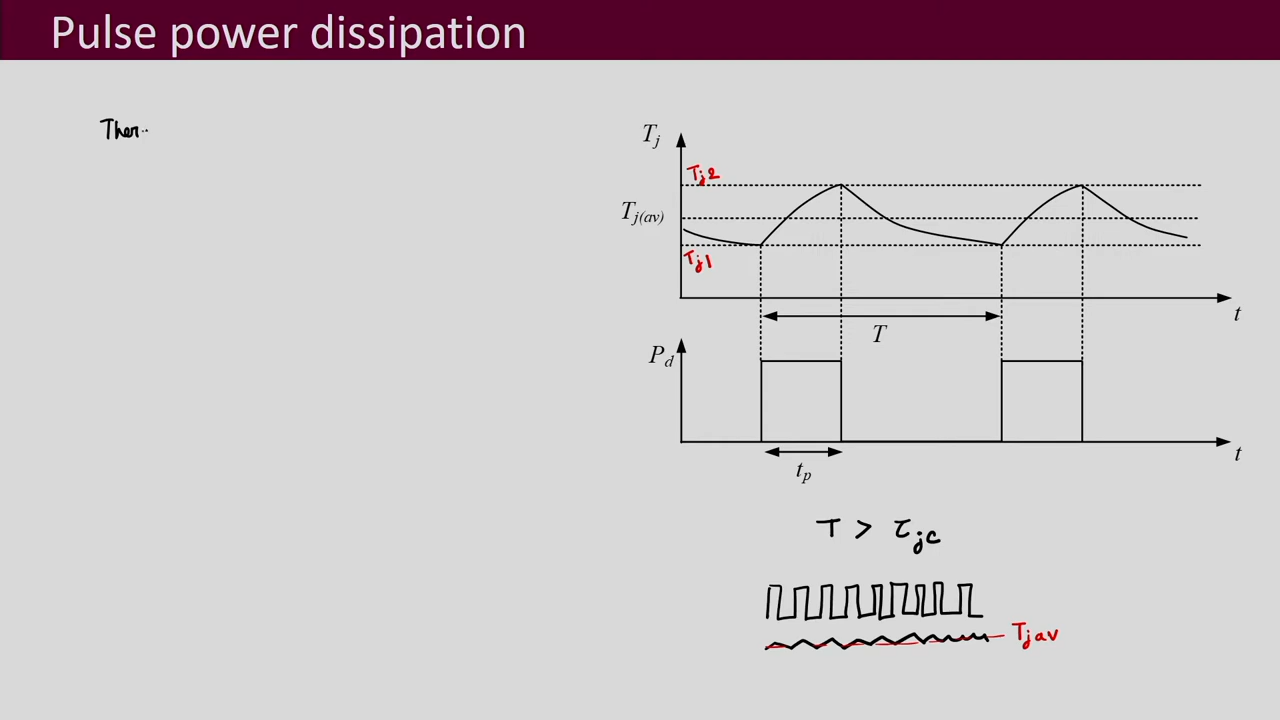 Pulse power dissipation
Ther..
Tj
Tj2
Tj(av)
Tj1
t
T
Pd
t
tp
T > τjc
Tjav